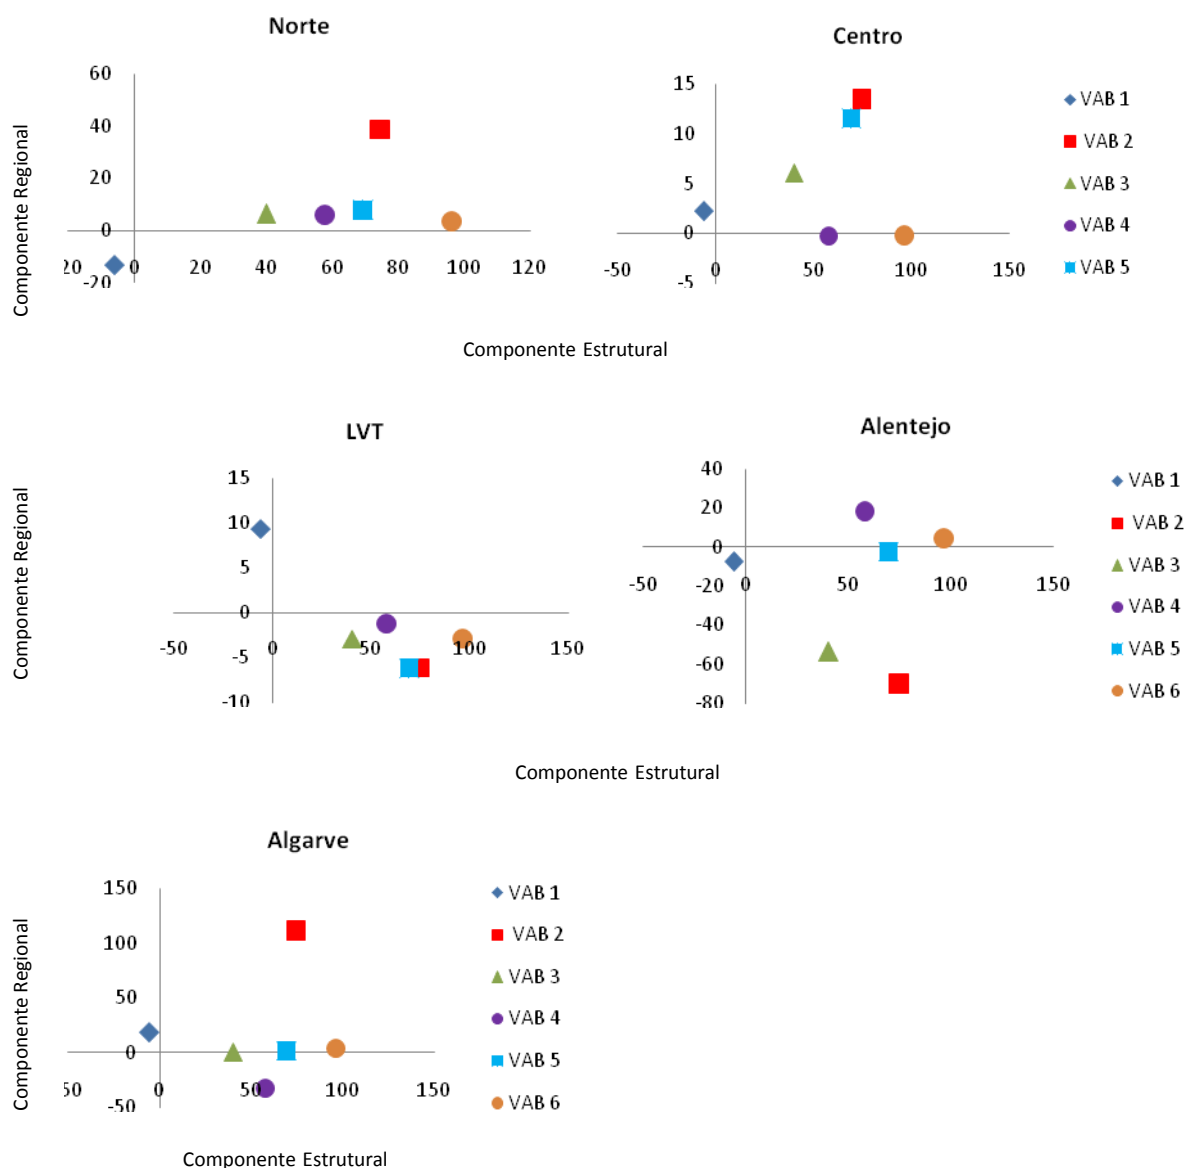 Norte
Componente Regional
60
40
20
0
-20
20 0 20 40 60 80 100 120
Centro
15
10
5
0
-5
-50 0 50 100 150
VAB 1
VAB 2
VAB 3
VAB 4
VAB 5
Componente Estrutural
LVT
Componente Regional
15
10
5
0
-5
-10
-50 0 50 100 150
Alentejo
40
20
0
-20
-40
-60
-80
-50 0 50 100 150
VAB 1
VAB 2
VAB 3
VAB 4
VAB 5
VAB 6
Componente Estrutural
Algarve
Componente Regional
150
100
50
0
-50
50 0 50 100 150
VAB 1
VAB 2
VAB 3
VAB 4
VAB 5
VAB 6
Componente Estrutural